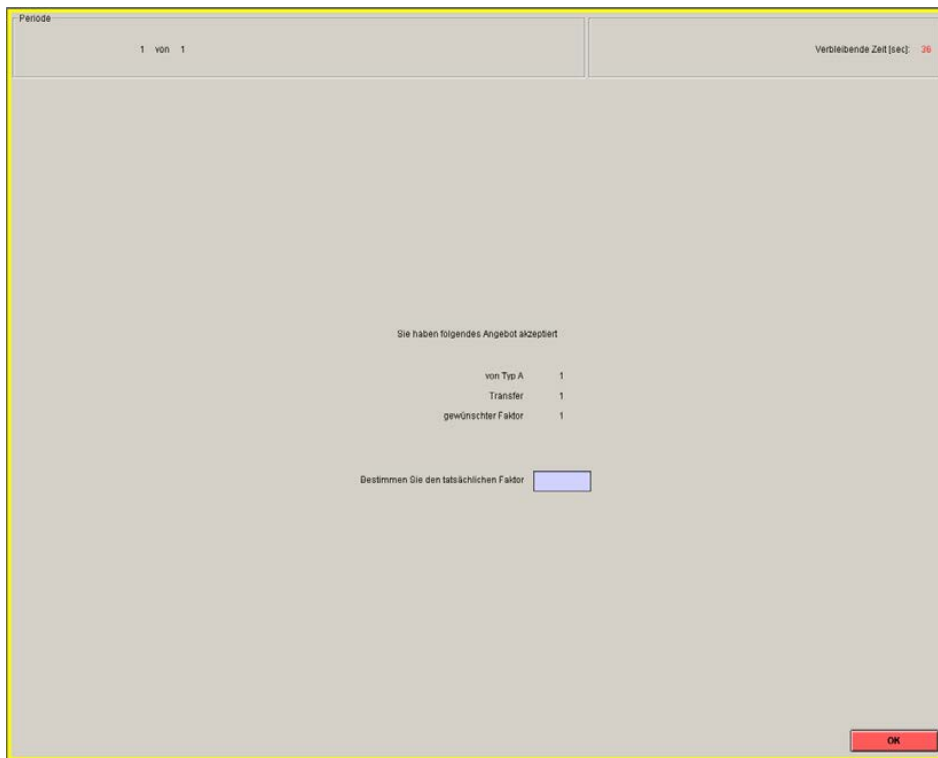 Periode
1 von 1
Verbleibende Zeit [sec]: 36
Sie haben folgendes Angebot akzeptiert
von Typ A 1
Transfer 1
gewünschter Faktor 1
Bestimmen Sie den tatsächlichen Faktor
OK